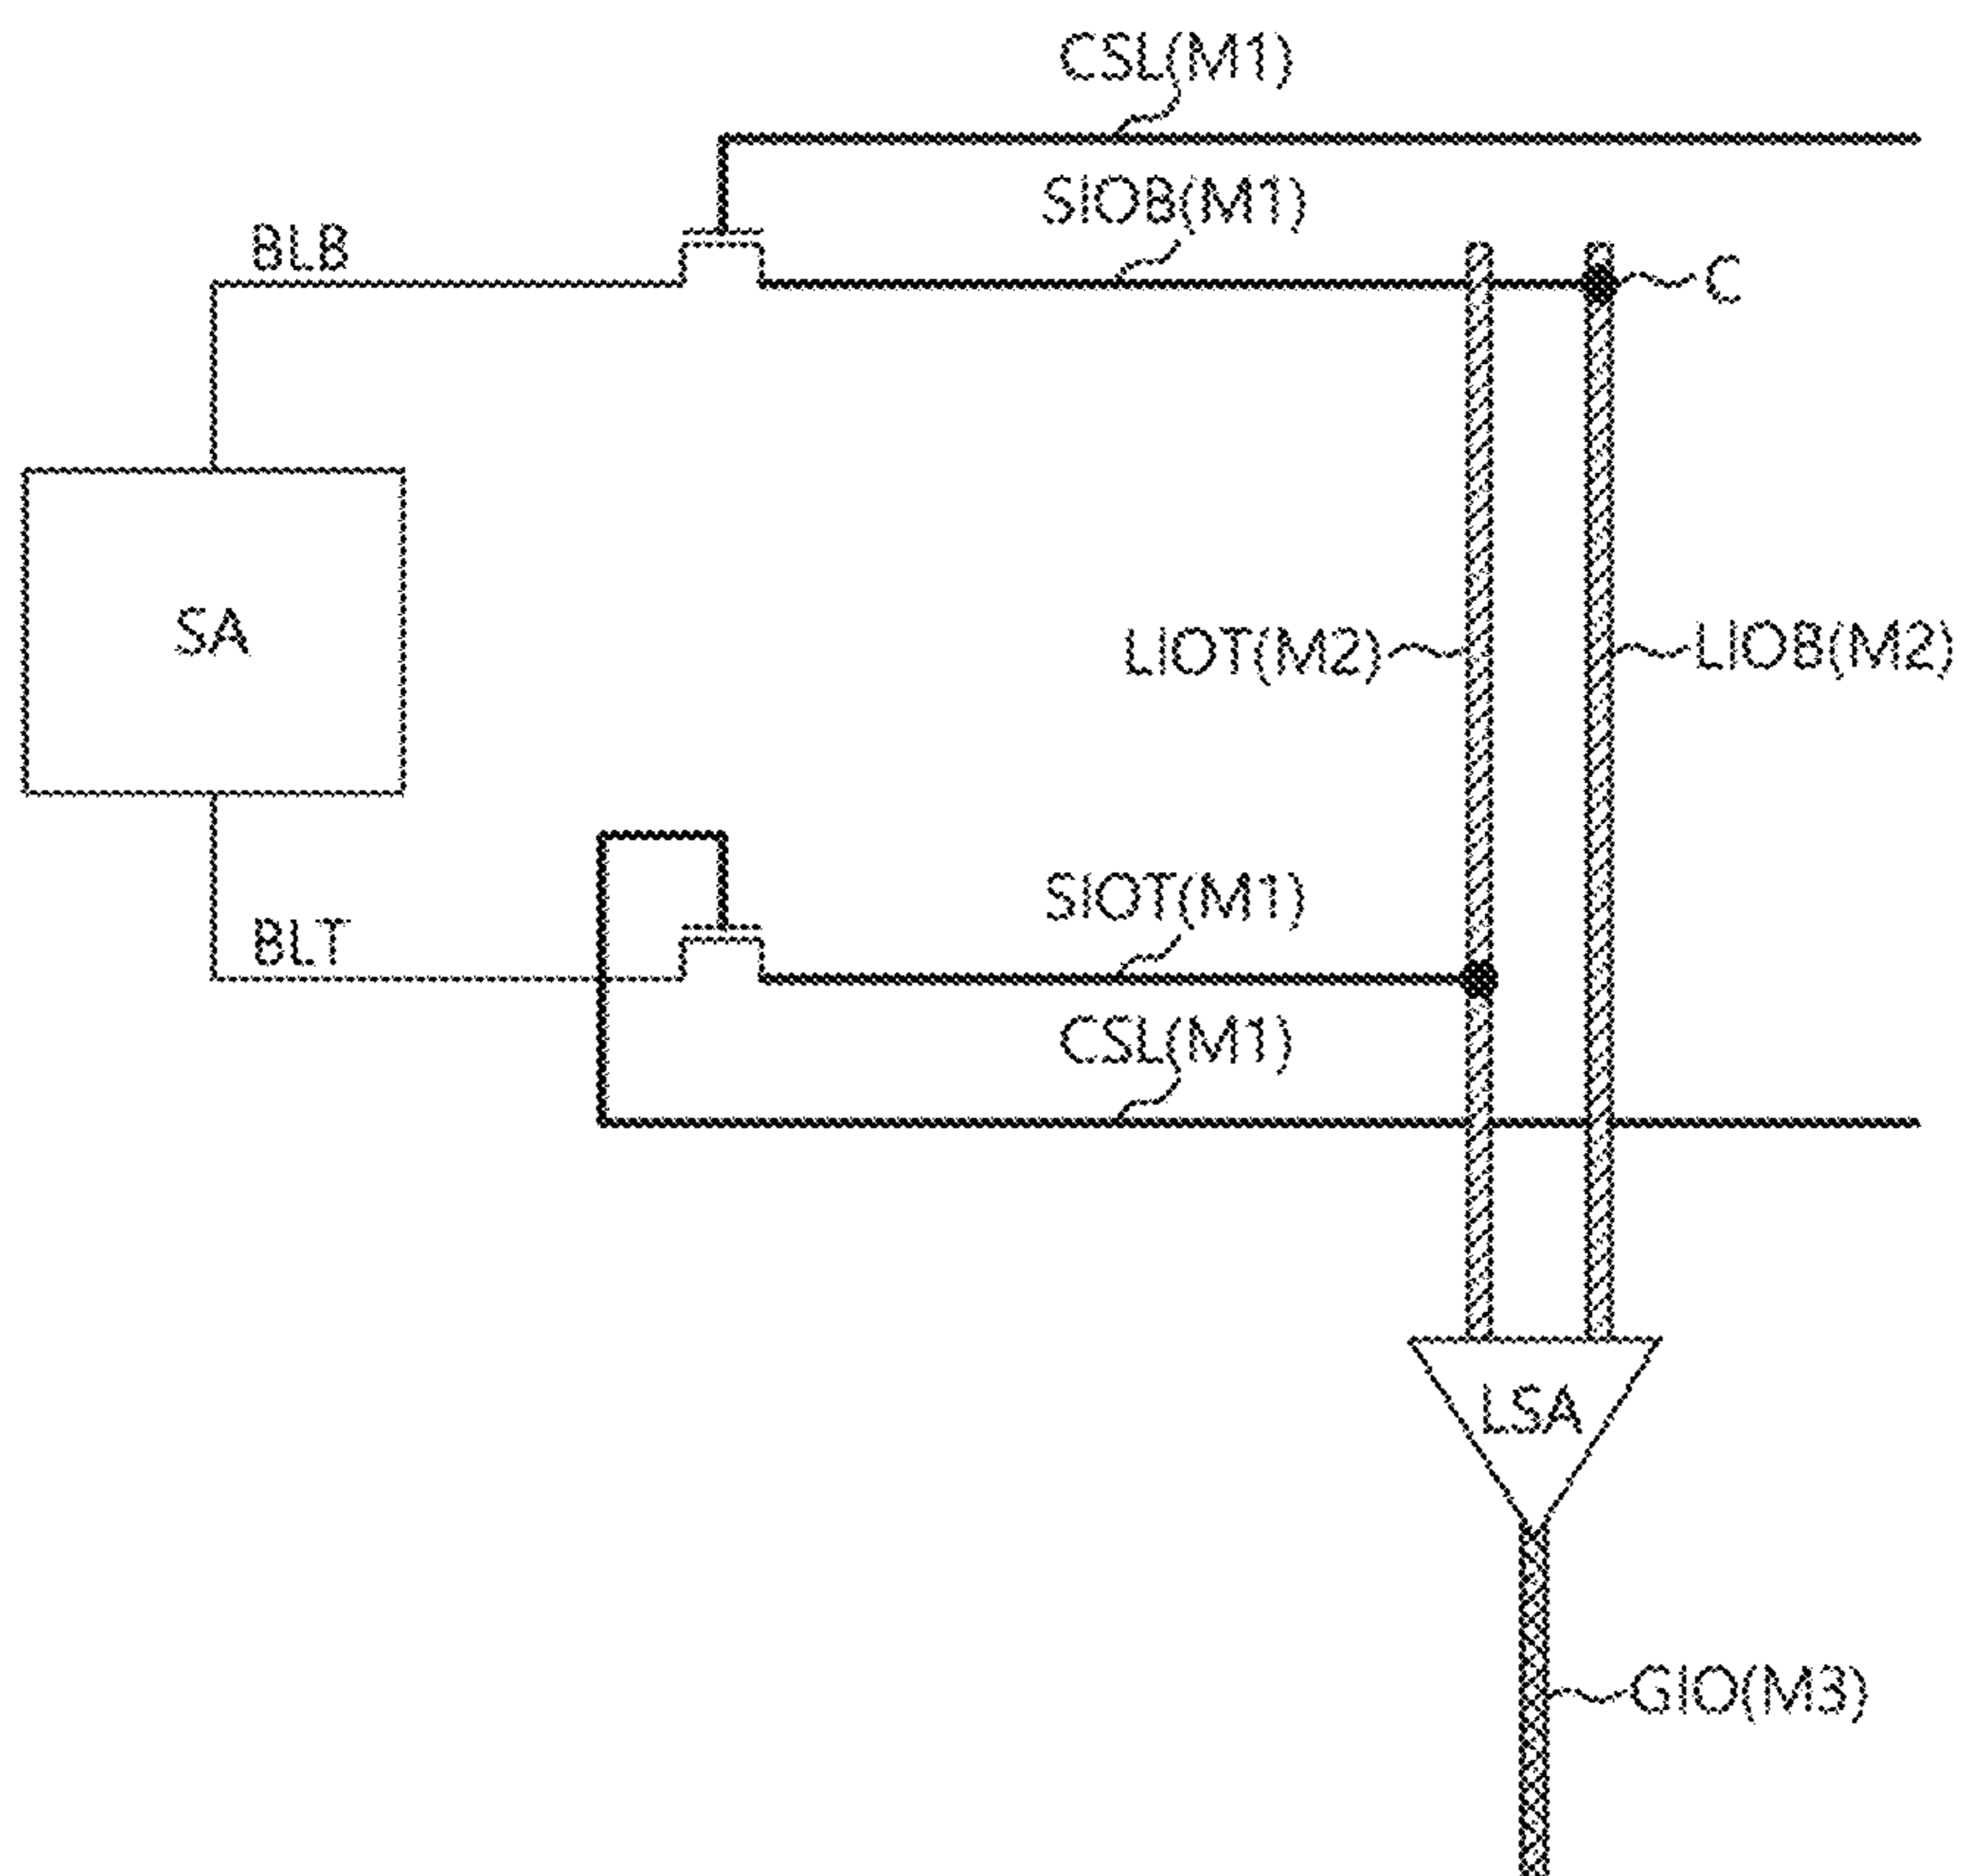 CSL(M1)
SIOB(M1)
BLB
C
SA
LIOT(M2)
LIOB(M2)
SIOT(M1)
BLT
CSL(M1)
LSA
GIO(M3)